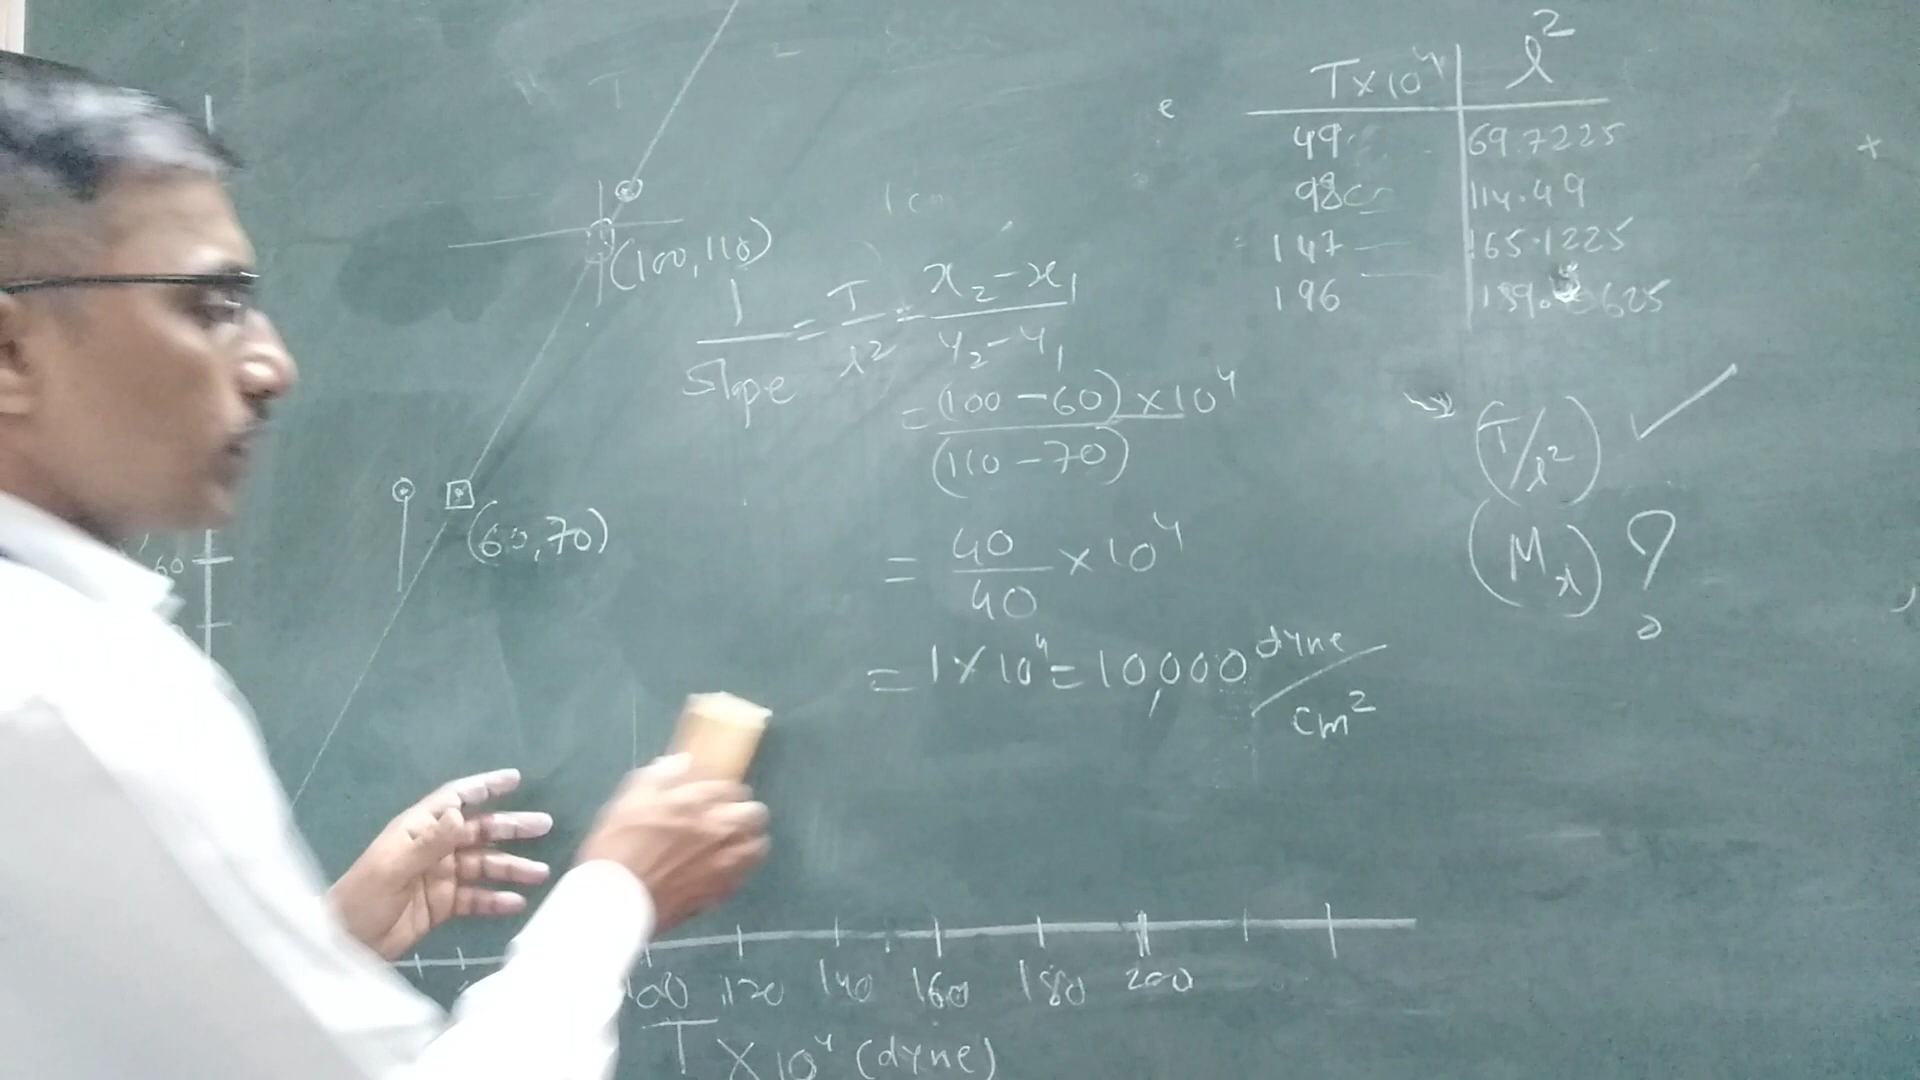 T×10⁴ | l²
49 | 69.7225
98 | 114.49
147 | 165.1225
196
(100,110)
1/Slope = T/l² = x₂-x₁/y₂-y₁
= (100-60)×10⁴/(110-70)
= 40/40 ×10⁴
= 1×10⁴ = 10,000 dyne/cm²
(T/l²) ✓
(60,70)
60
100 120 140 160 180 200
T ×10⁴ (dyne)